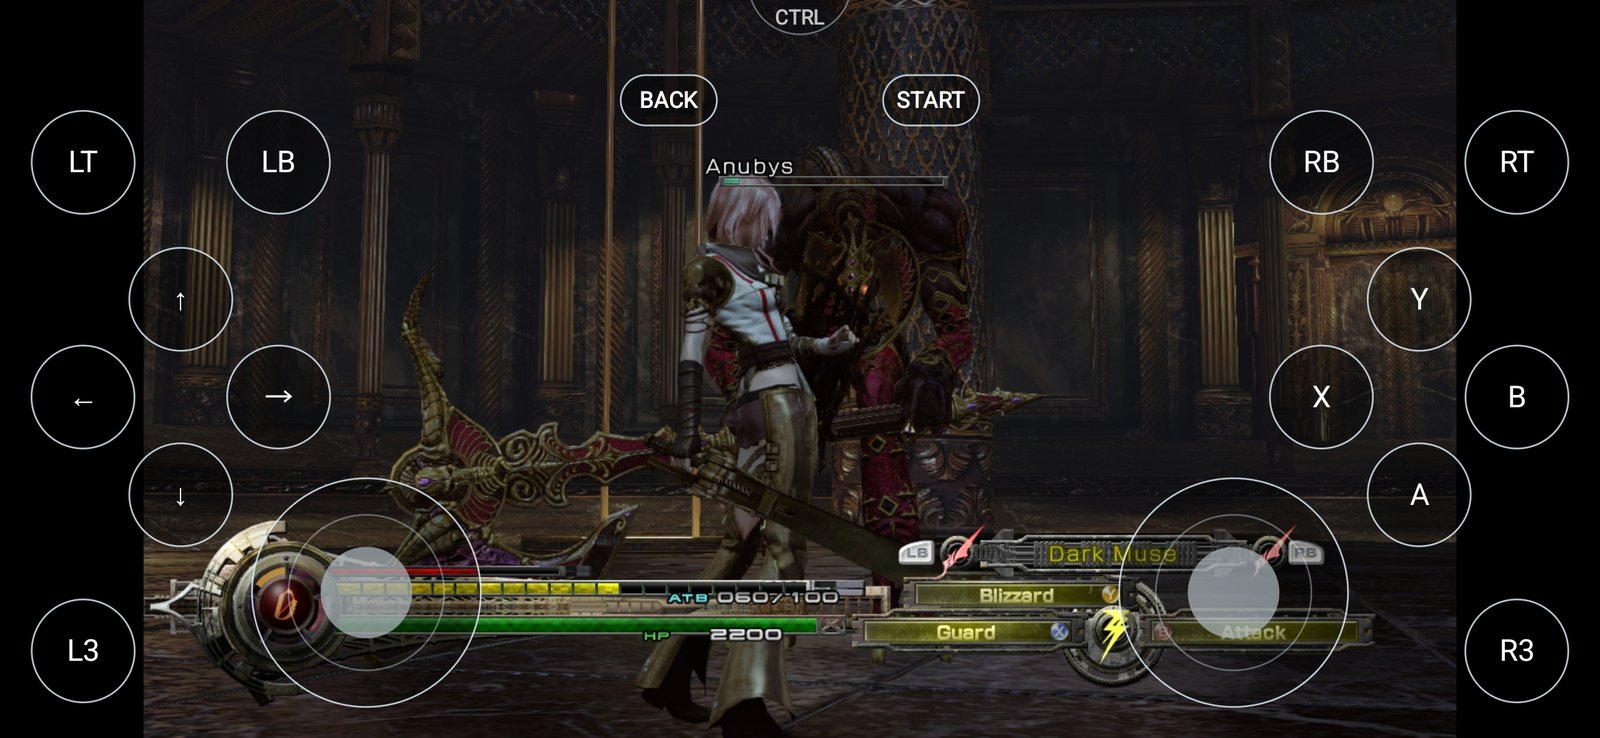 CTRL
BACK
START
LT
LB
RB
RT
Anubys
↑
Y
←
→
X
B
↓
A
LB
Dark Muse
RB
ATB 060/100
Blizzard
Y
HP 2200
Guard
X
B
Attack
L3
R3